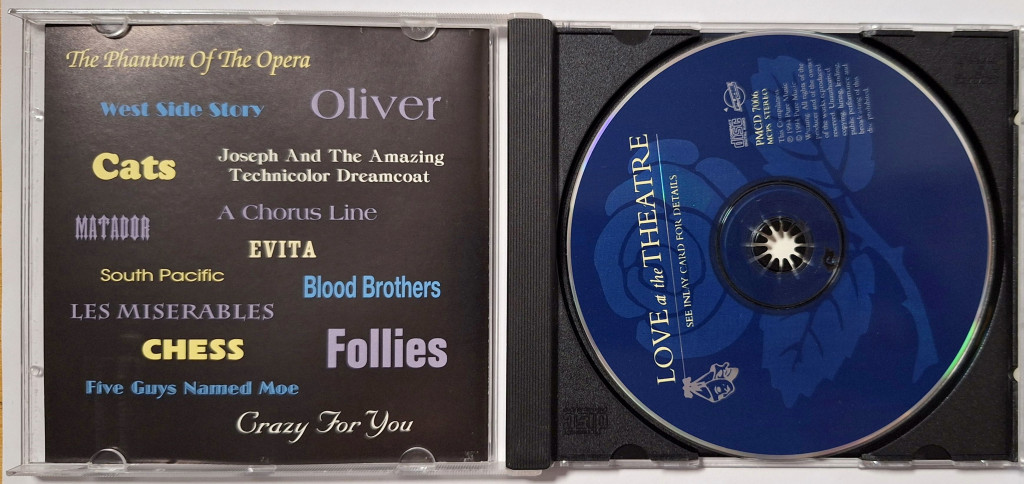 The Phantom Of The Opera
West Side Story
Oliver
Cats
Joseph And The Amazing
Technicolor Dreamcoat
MATADOR
A Chorus Line
EVITA
South Pacific
Blood Brothers
LES MISERABLES
CHESS
Follies
Five Guys Named Moe
Crazy For You
LOVE at the THEATRE
SEE INLAY CARD FOR DETAILS
PMCD 7006
MCPS STEREO